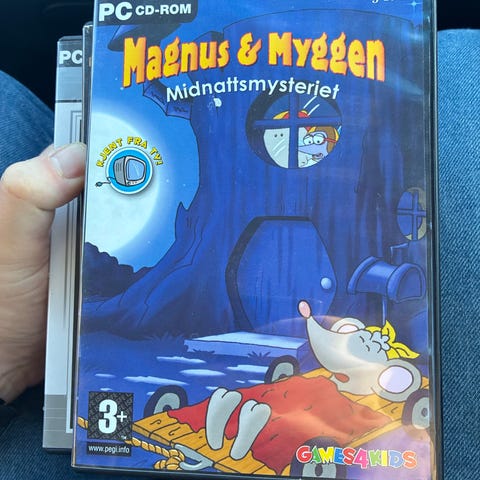 PC CD-ROM
Magnus & Myggen
Midnattsmysteriet
KJENT FRA TV!
PC
3+
www.pegi.info
GAMES4KIDS